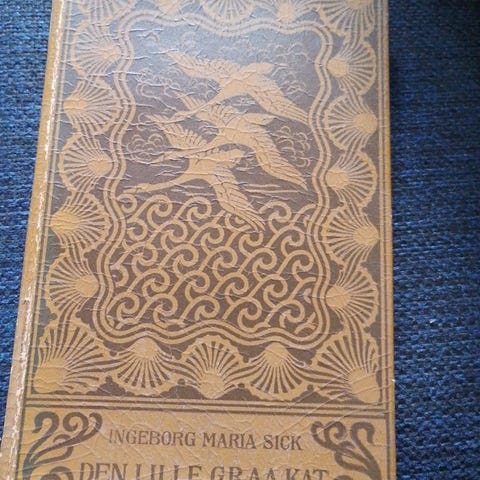 INGEBORG MARIA SICK
DEN LILLE GRAA KAT